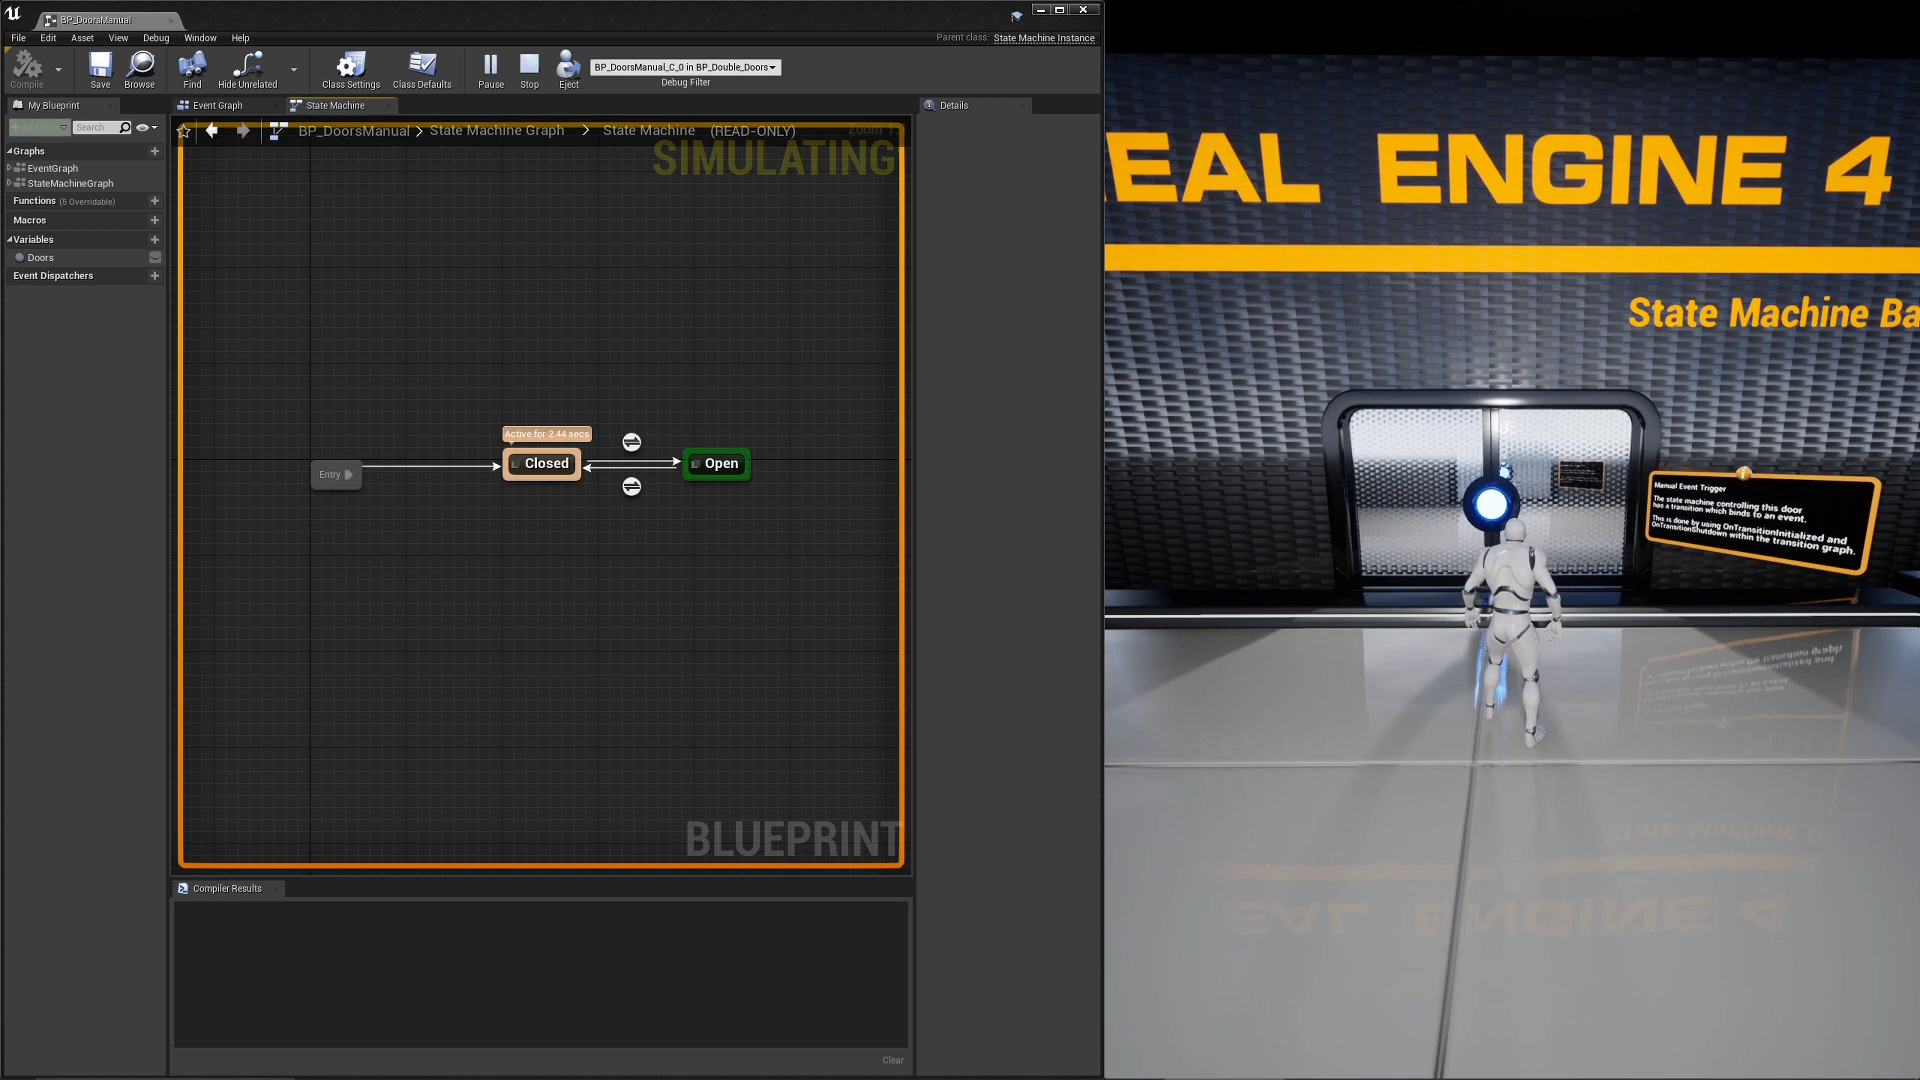 BP_DoorsManual
File Edit Asset View Debug Window Help
Parent class: State Machine Instance
Compile Save Browse Find Hide Unrelated Class Settings Class Defaults Pause Stop Eject
BP_DoorsManual_C_0 in BP_Double_Doors
Debug Filter
My Blueprint
Search
Graphs
EventGraph
StateMachineGraph
Functions (5 Overridable)
Macros
Variables
Doors
Event Dispatchers
Event Graph State Machine
BP_DoorsManual > State Machine Graph > State Machine (READ-ONLY)
Zoom
SIMULATING
Active for 2.44 secs
Entry
Closed
Open
BLUEPRINT
Compiler Results
Clear
Details
EAL ENGINE 4
State Machine Ba
Manual Event Trigger
The state machine controlling this door
has a transition which binds to an event.
This is done by using OnTransitionInitialized and
OnTransitionShutdown within the transition graph.